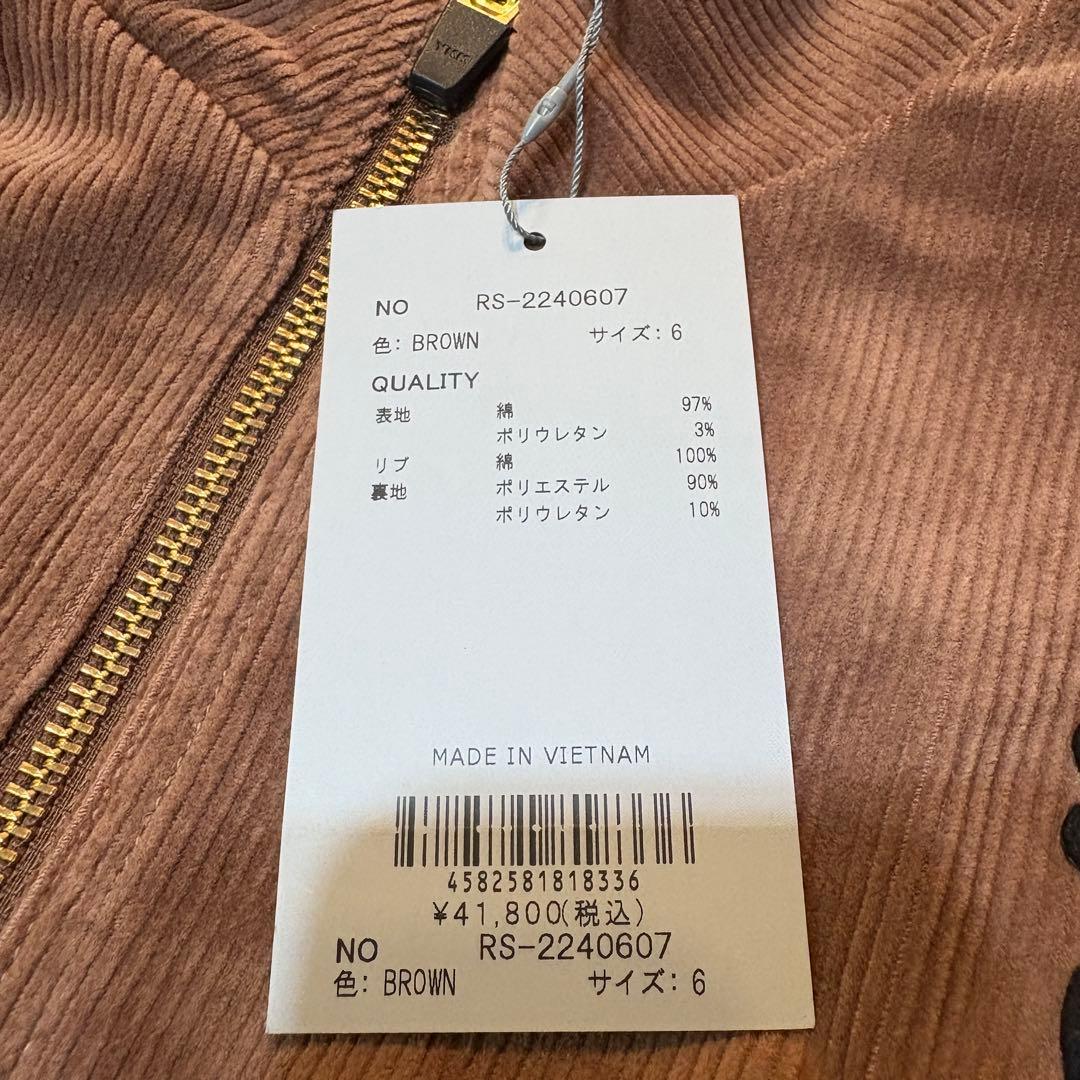 YKK
NO RS-2240607
色: BROWN サイズ: 6
QUALITY
表地 綿 97%
ポリウレタン 3%
リブ 綿 100%
裏地 ポリエステル 90%
ポリウレタン 10%
MADE IN VIETNAM
4582581818336
¥41,800(税込)
NO RS-2240607
色: BROWN サイズ: 6